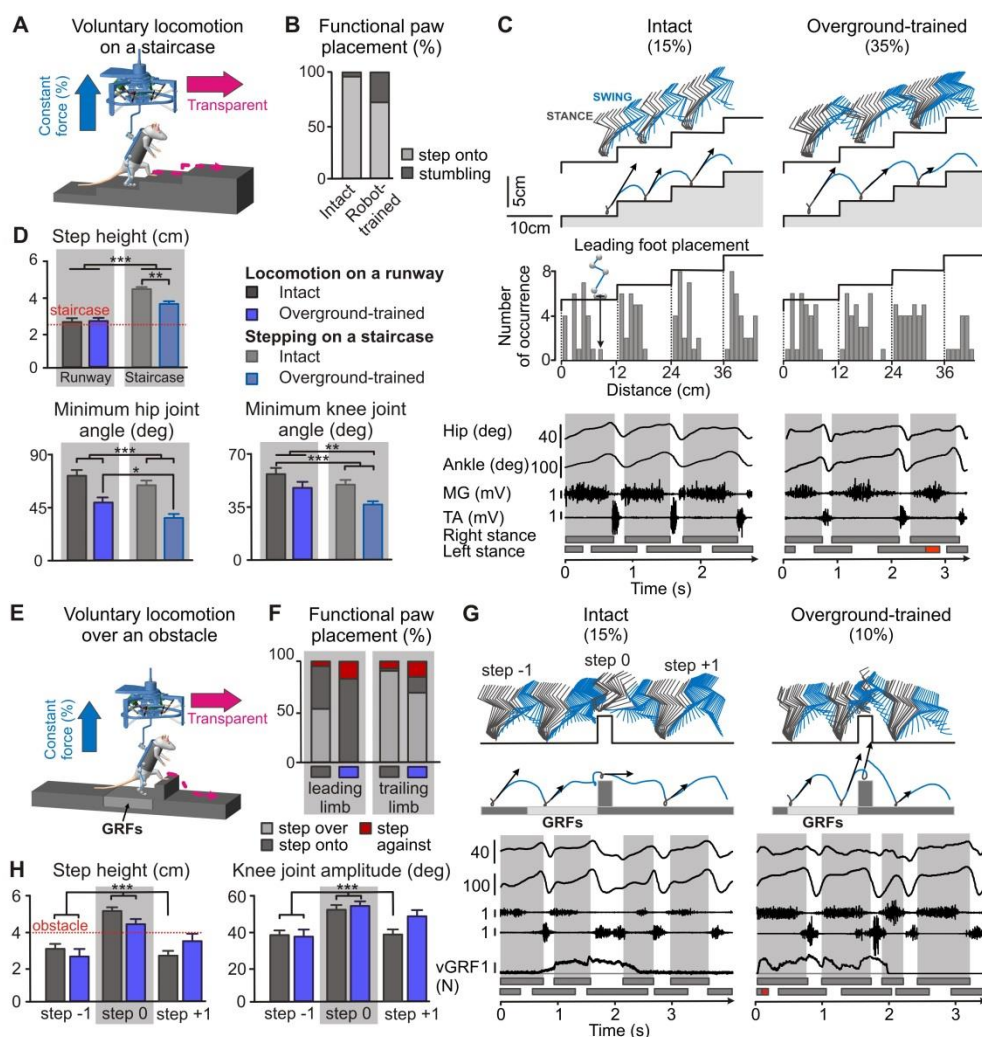 A
Voluntary locomotion
on a staircase
Constant
force (%)
Transparent
B
Functional paw
placement (%)
100
50
0
step onto
stumbling
Intact
Robot-
trained
C
Intact
(15%)
Overground-trained
(35%)
SWING
STANCE
5cm
10cm
Leading foot placement
Number
of occurrence
8
4
0
0 12 24 36
Distance (cm)
0 12 24 36
Distance (cm)
Hip (deg)
40
Ankle (deg)
100
MG (mV)
1
TA (mV)
1
Right stance
Left stance
0 1 2
Time (s)
0 1 2 3
Time (s)
D
Step height (cm)
6
4
2
0
***
**
staircase
Runway
Staircase
Locomotion on a runway
Intact
Overground-trained
Stepping on a staircase
Intact
Overground-trained
Minimum hip joint
angle (deg)
90
45
0
***
*
Minimum knee joint
angle (deg)
70
35
0
**
***
E
Voluntary locomotion
over an obstacle
Constant
force (%)
Transparent
GRFs
F
Functional paw
placement (%)
100
50
0
leading
limb
trailing
limb
step over
step onto
step
against
G
Intact
(15%)
Overground-trained
(10%)
step -1
step 0
step +1
GRFs
GRFs
40
100
1
1
vGRF1
(N)
0 1 2 3
Time (s)
0 1 2 3
Time (s)
H
Step height (cm)
6
4
2
0
***
obstacle
step -1
step 0
step +1
Knee joint amplitude (deg)
60
40
20
0
***
step -1
step 0
step +1